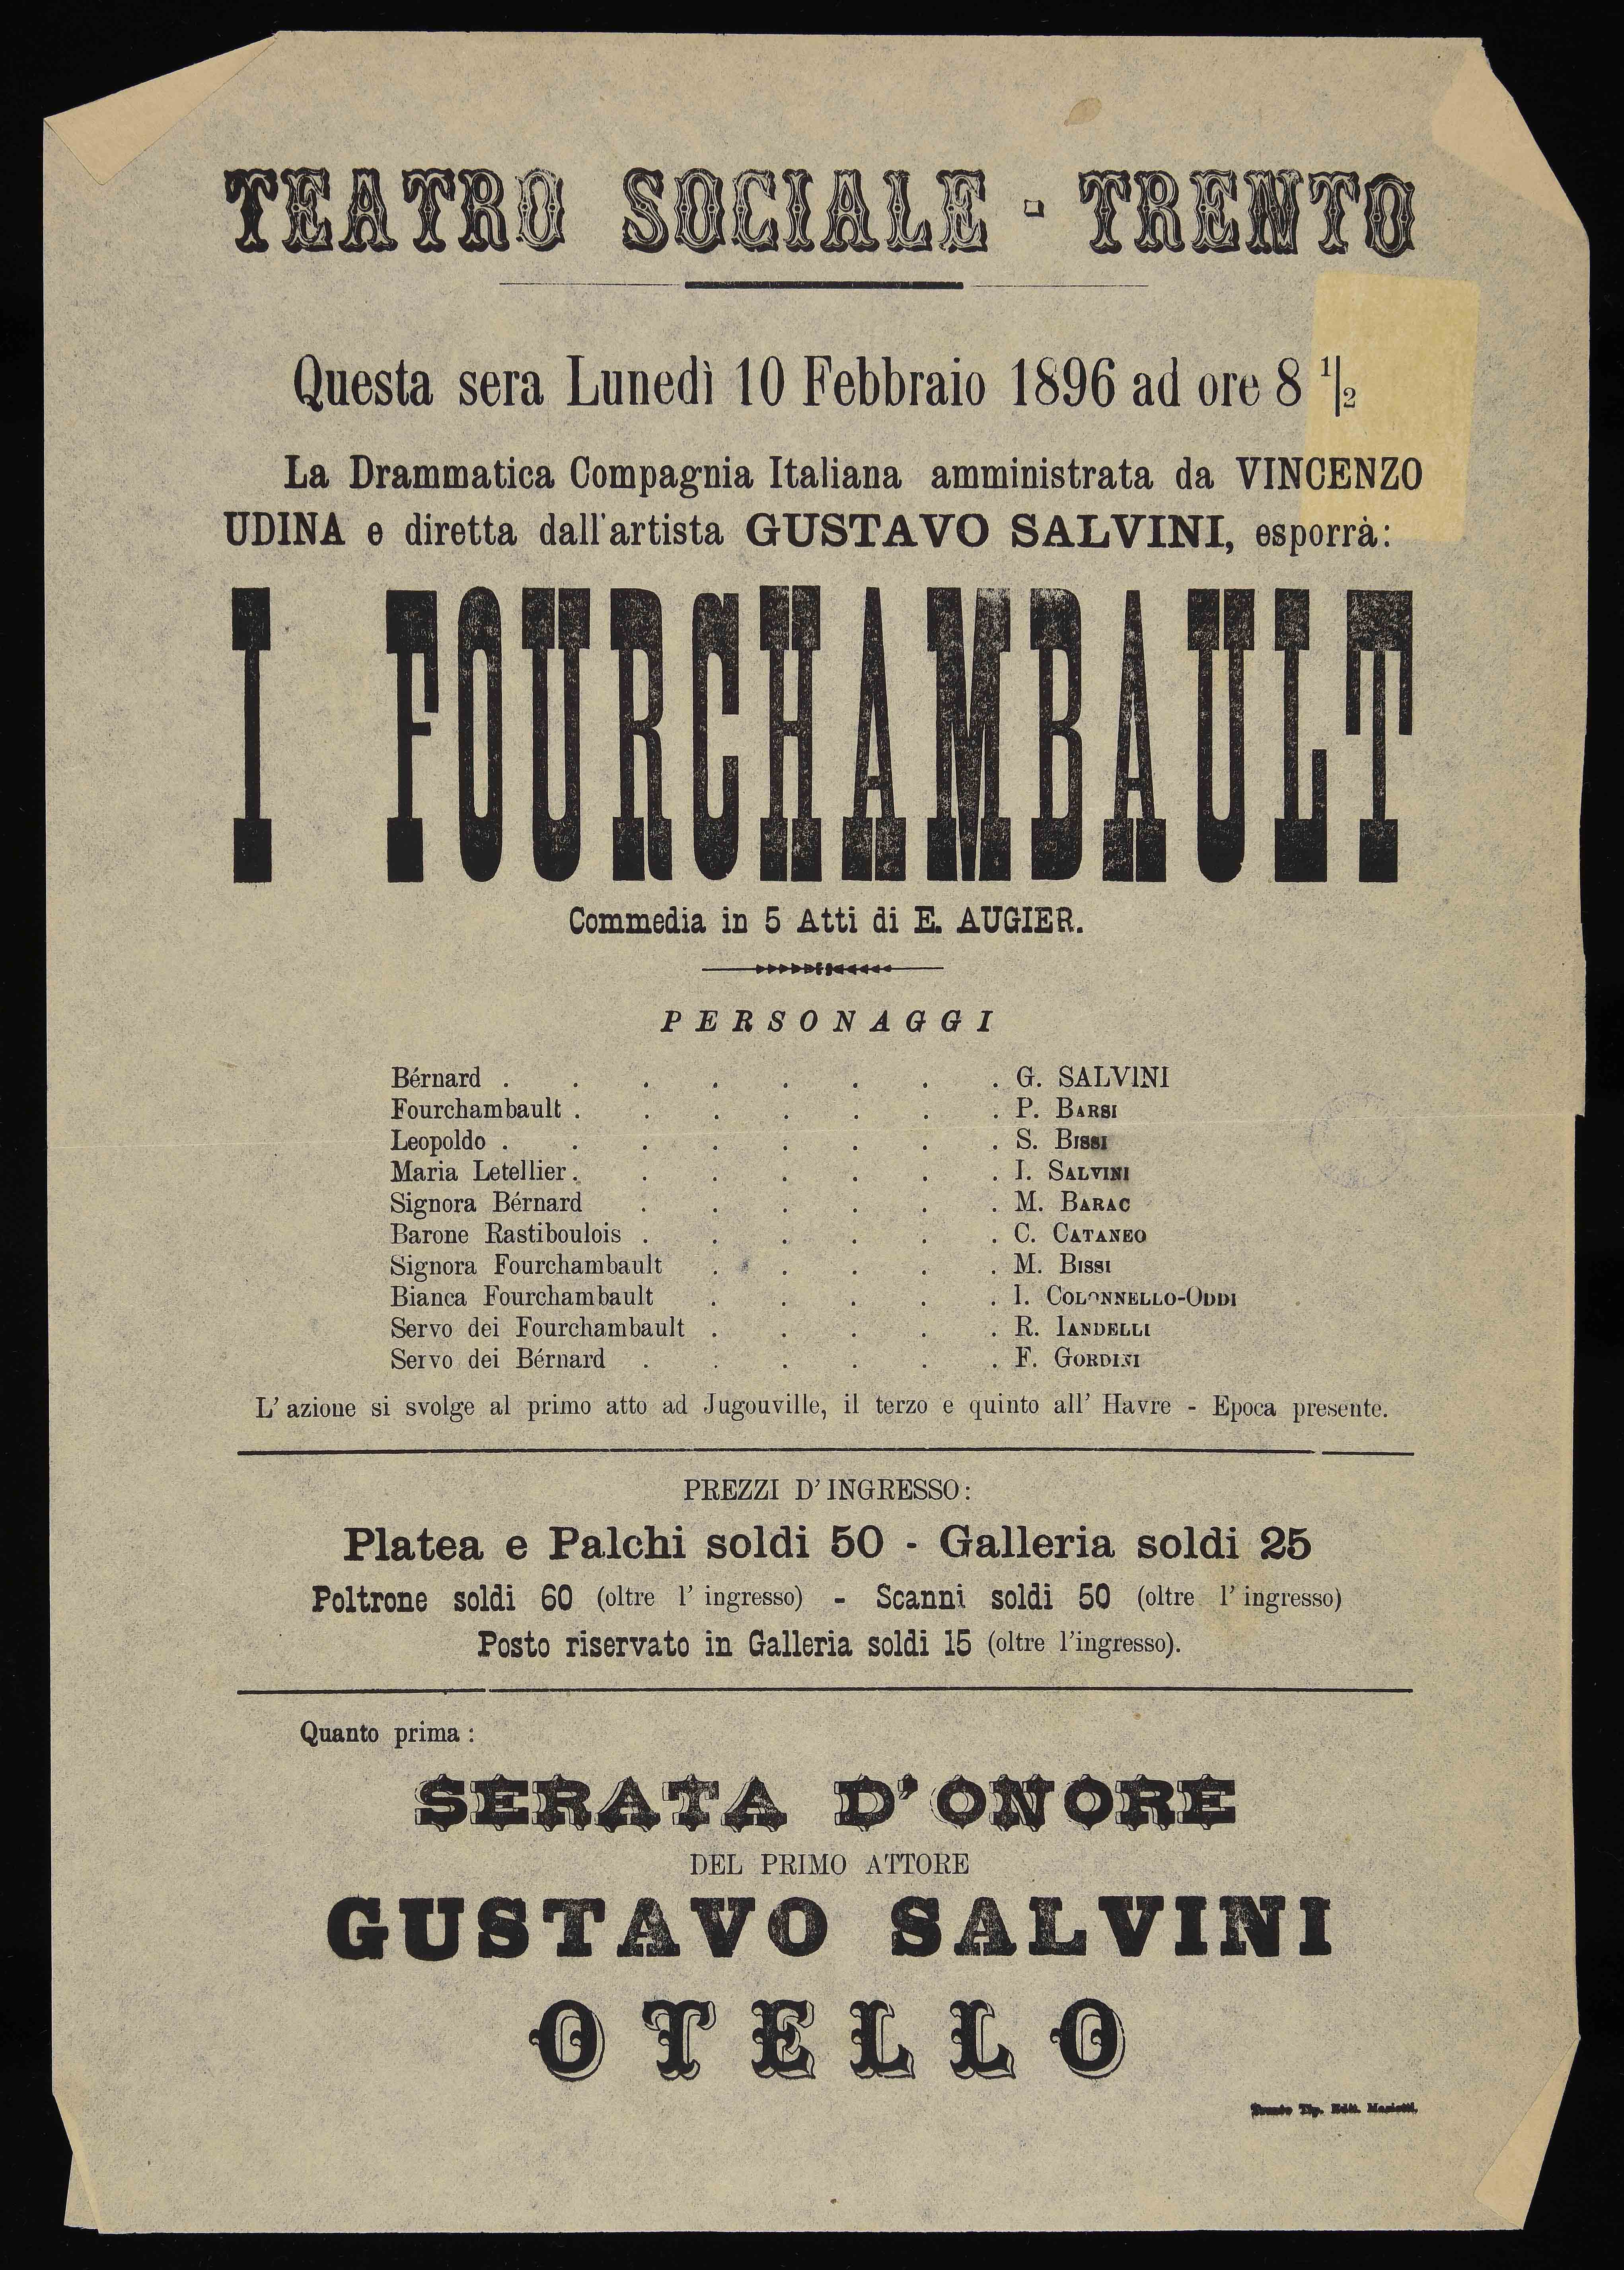 TEATRO SOCIALE - TRENTO
Questa sera Lunedì 10 Febbraio 1896 ad ore 8 1/2
La Drammatica Compagnia Italiana amministrata da VINCENZO
UDINA e diretta dall'artista GUSTAVO SALVINI, esporrà:
I FOURCHAMBAULT
Commedia in 5 Atti di E. AUGIER.
PERSONAGGI
Bérnard . . . . . . . . G. SALVINI
Fourchambault . . . . . . . P. BARSI
Leopoldo . . . . . . . . S. BISSI
Maria Letellier . . . . . . . I. SALVINI
Signora Bérnard . . . . . . M. BARAC
Barone Rastiboulois . . . . . . C. CATANEO
Signora Fourchambault . . . . . M. BISSI
Bianca Fourchambault . . . . . I. COLONNELLO-ODDI
Servo dei Fourchambault . . . . . R. IANDELLI
Servo dei Bérnard . . . . . . F. GORDINI
L' azione si svolge al primo atto ad Jugouville, il terzo e quinto all' Havre - Epoca presente.
PREZZI D' INGRESSO:
Platea e Palchi soldi 50 - Galleria soldi 25
Poltrone soldi 60 (oltre l' ingresso) - Scanni soldi 50 (oltre l' ingresso)
Posto riservato in Galleria soldi 15 (oltre l'ingresso).
Quanto prima :
SERATA D' ONORE
DEL PRIMO ATTORE
GUSTAVO SALVINI
OTELLO
Trento Tip. Edit.